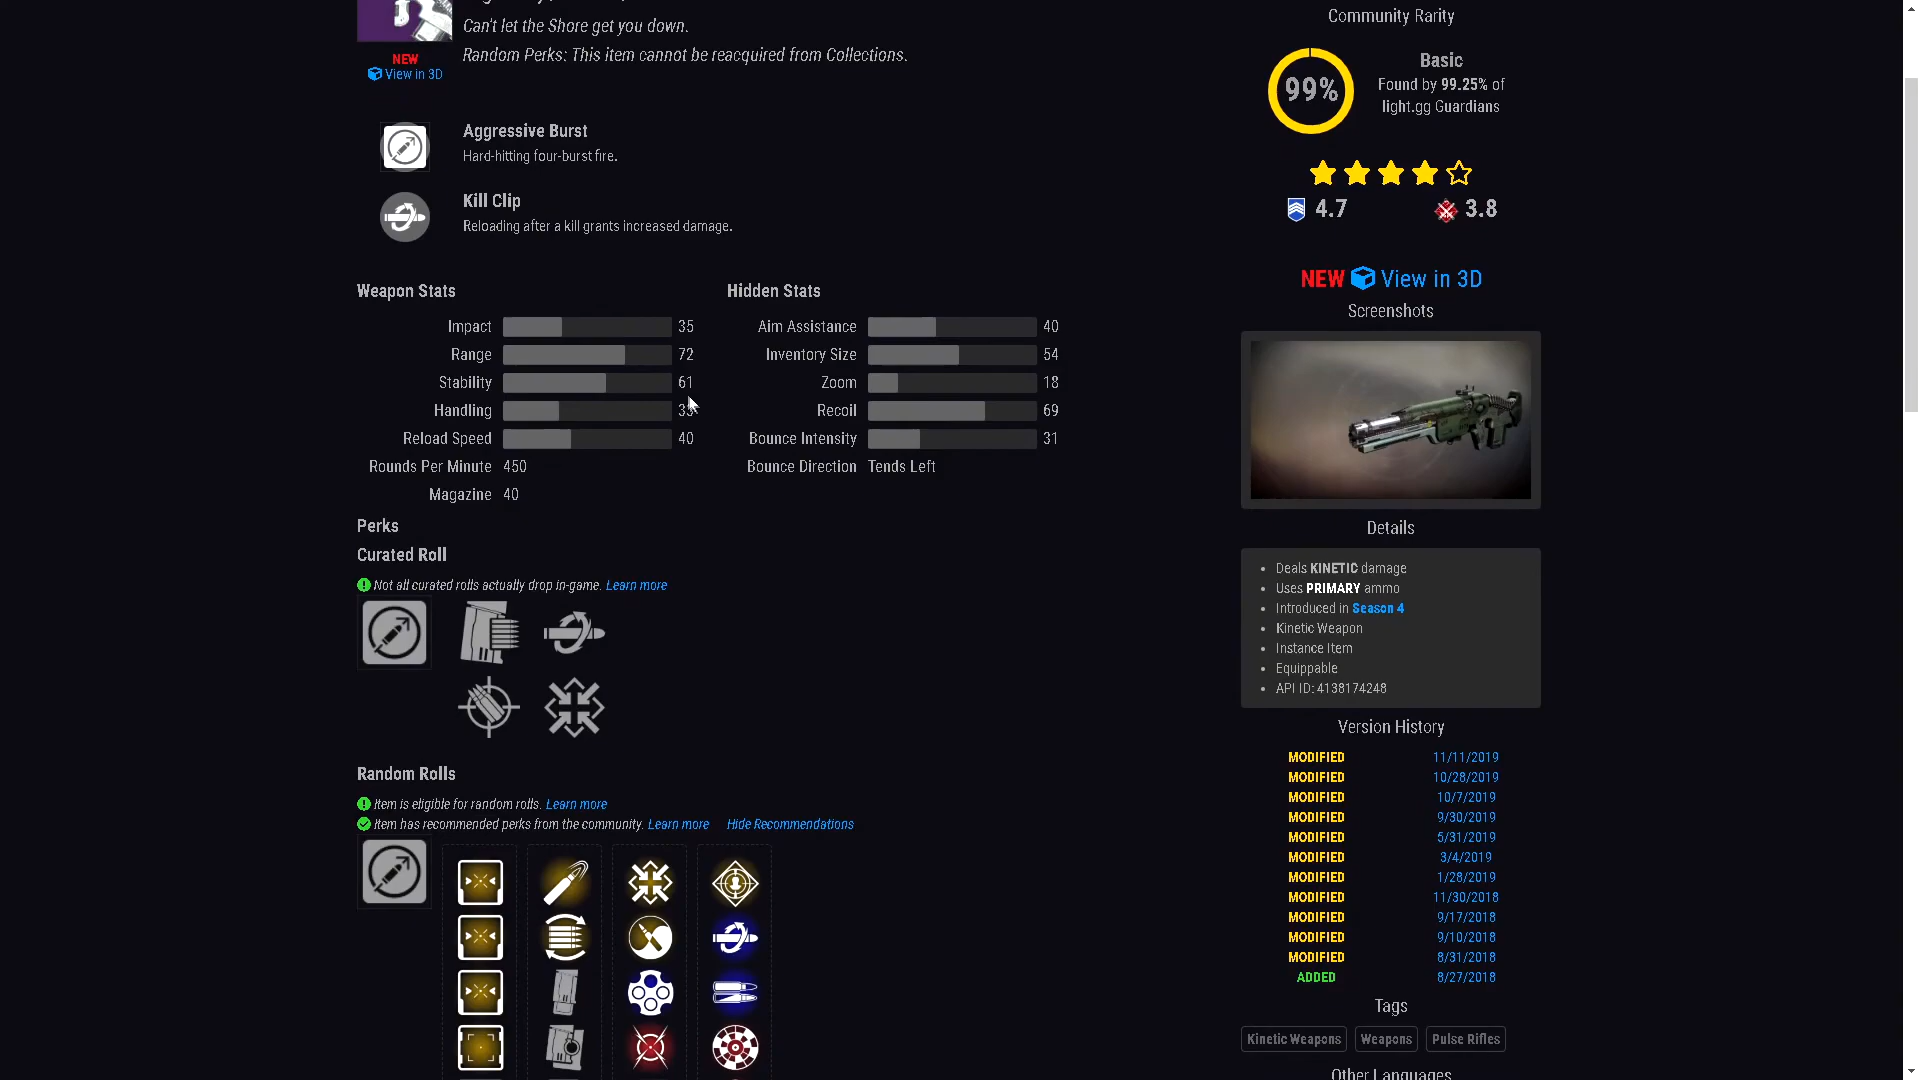 Can't let the Shore get you down.
Random Perks: This item cannot be reacquired from Collections.
NEW
View in 3D
Aggressive Burst
Hard-hitting four-burst fire.
Kill Clip
Reloading after a kill grants increased damage.
Weapon Stats
Impact 35
Range 72
Stability 61
Handling
Reload Speed 40
Rounds Per Minute 450
Magazine 40
Hidden Stats
Aim Assistance 40
Inventory Size 54
Zoom 18
Recoil 69
Bounce Intensity 31
Bounce Direction Tends Left
Perks
Curated Roll
Not all curated rolls actually drop in-game. Learn more
Random Rolls
Item is eligible for random rolls. Learn more
Item has recommended perks from the community. Learn more Hide Recommendations
Community Rarity
99%
Basic
Found by 99.25% of
light.gg Guardians
4.7 3.8
NEW View in 3D
Screenshots
Details
• Deals KINETIC damage
• Uses PRIMARY ammo
• Introduced in Season 4
• Kinetic Weapon
• Instance Item
• Equippable
• API ID: 4138174248
Version History
MODIFIED 11/11/2019
MODIFIED 10/28/2019
MODIFIED 10/7/2019
MODIFIED 9/30/2019
MODIFIED 5/31/2019
MODIFIED 3/4/2019
MODIFIED 1/28/2019
MODIFIED 11/30/2018
MODIFIED 9/17/2018
MODIFIED 9/10/2018
MODIFIED 8/31/2018
ADDED 8/27/2018
Tags
Kinetic Weapons Weapons Pulse Rifles
Other Languages